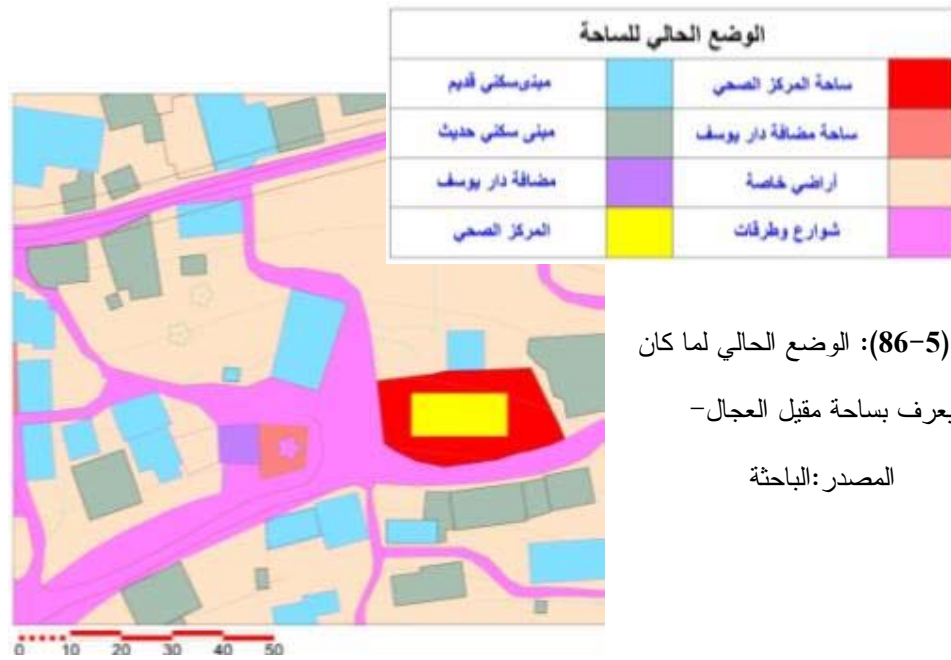 الوضع الحالي للساحة
ساحة المركز الصحي
مبنى سكني قديم
ساحة مضافة دار يوسف
مبنى سكني حديث
أراضي خاصة
مضافة دار يوسف
شوارع وطرقات
المركز الصحي
(5-86): الوضع الحالي لما كان
يعرف بساحة مقيل العجال-
المصدر:الباحثة
0 10 20 30 40 50